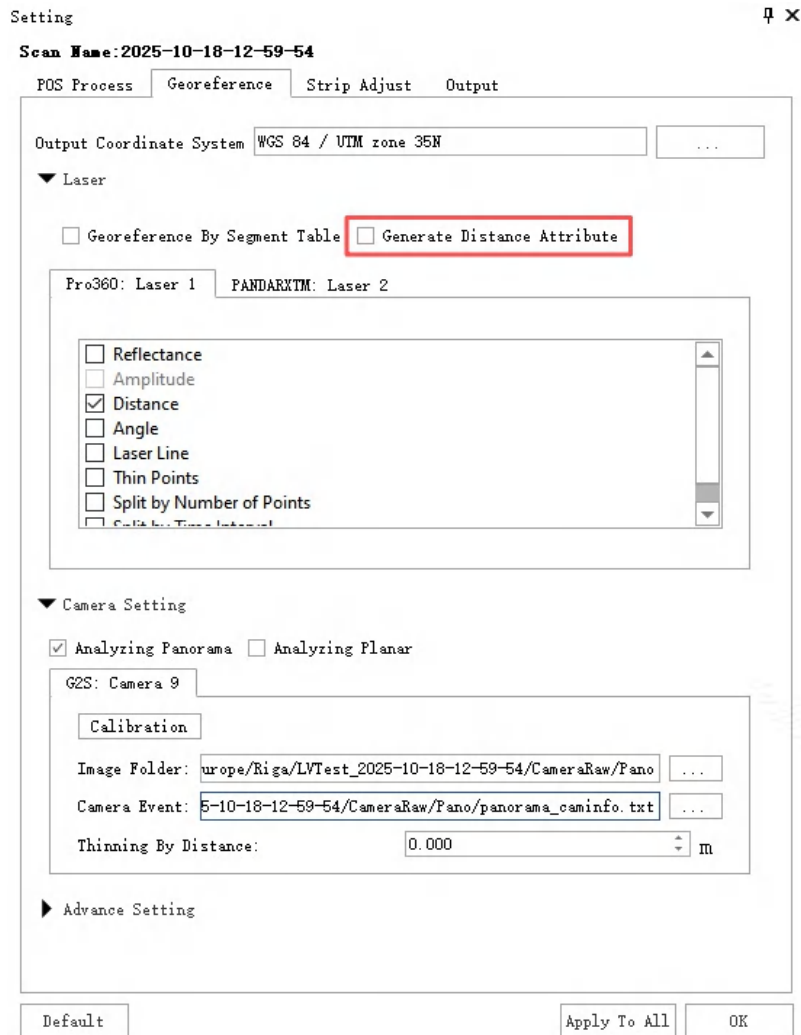 Setting
Scan Name:2025-10-18-12-59-54
POS Process Georeference Strip Adjust Output
Output Coordinate System WGS 84 / UTM zone 35N ...
Laser
Georeference By Segment Table Generate Distance Attribute
Pro360: Laser 1 PANDARXTM: Laser 2
Reflectance
Amplitude
Distance
Angle
Laser Line
Thin Points
Split by Number of Points
Split by Time Interval
Camera Setting
Analyzing Panorama Analyzing Planar
G2S: Camera 9
Calibration
Image Folder: urope/Riga/LVTest_2025-10-18-12-59-54/CameraRaw/Pano ...
Camera Event: 5-10-18-12-59-54/CameraRaw/Pano/panorama_caminfo.txt ...
Thinning By Distance: 0.000 m
Advance Setting
Default Apply To All OK